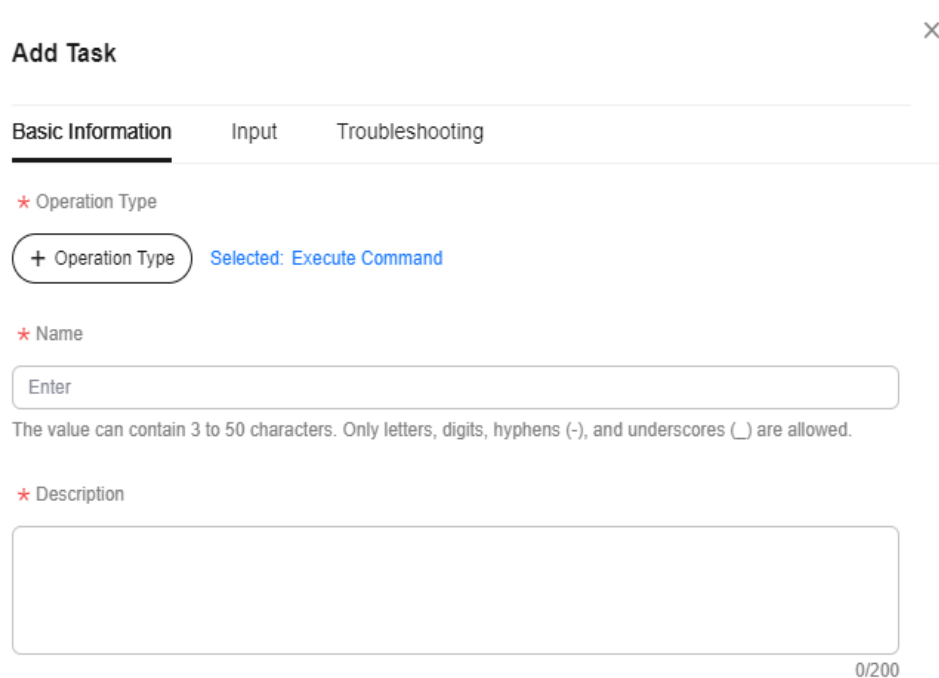 Add Task
Basic Information Input Troubleshooting
* Operation Type
+ Operation Type Selected: Execute Command
* Name
Enter
The value can contain 3 to 50 characters. Only letters, digits, hyphens (-), and underscores (_) are allowed.
* Description
0/200